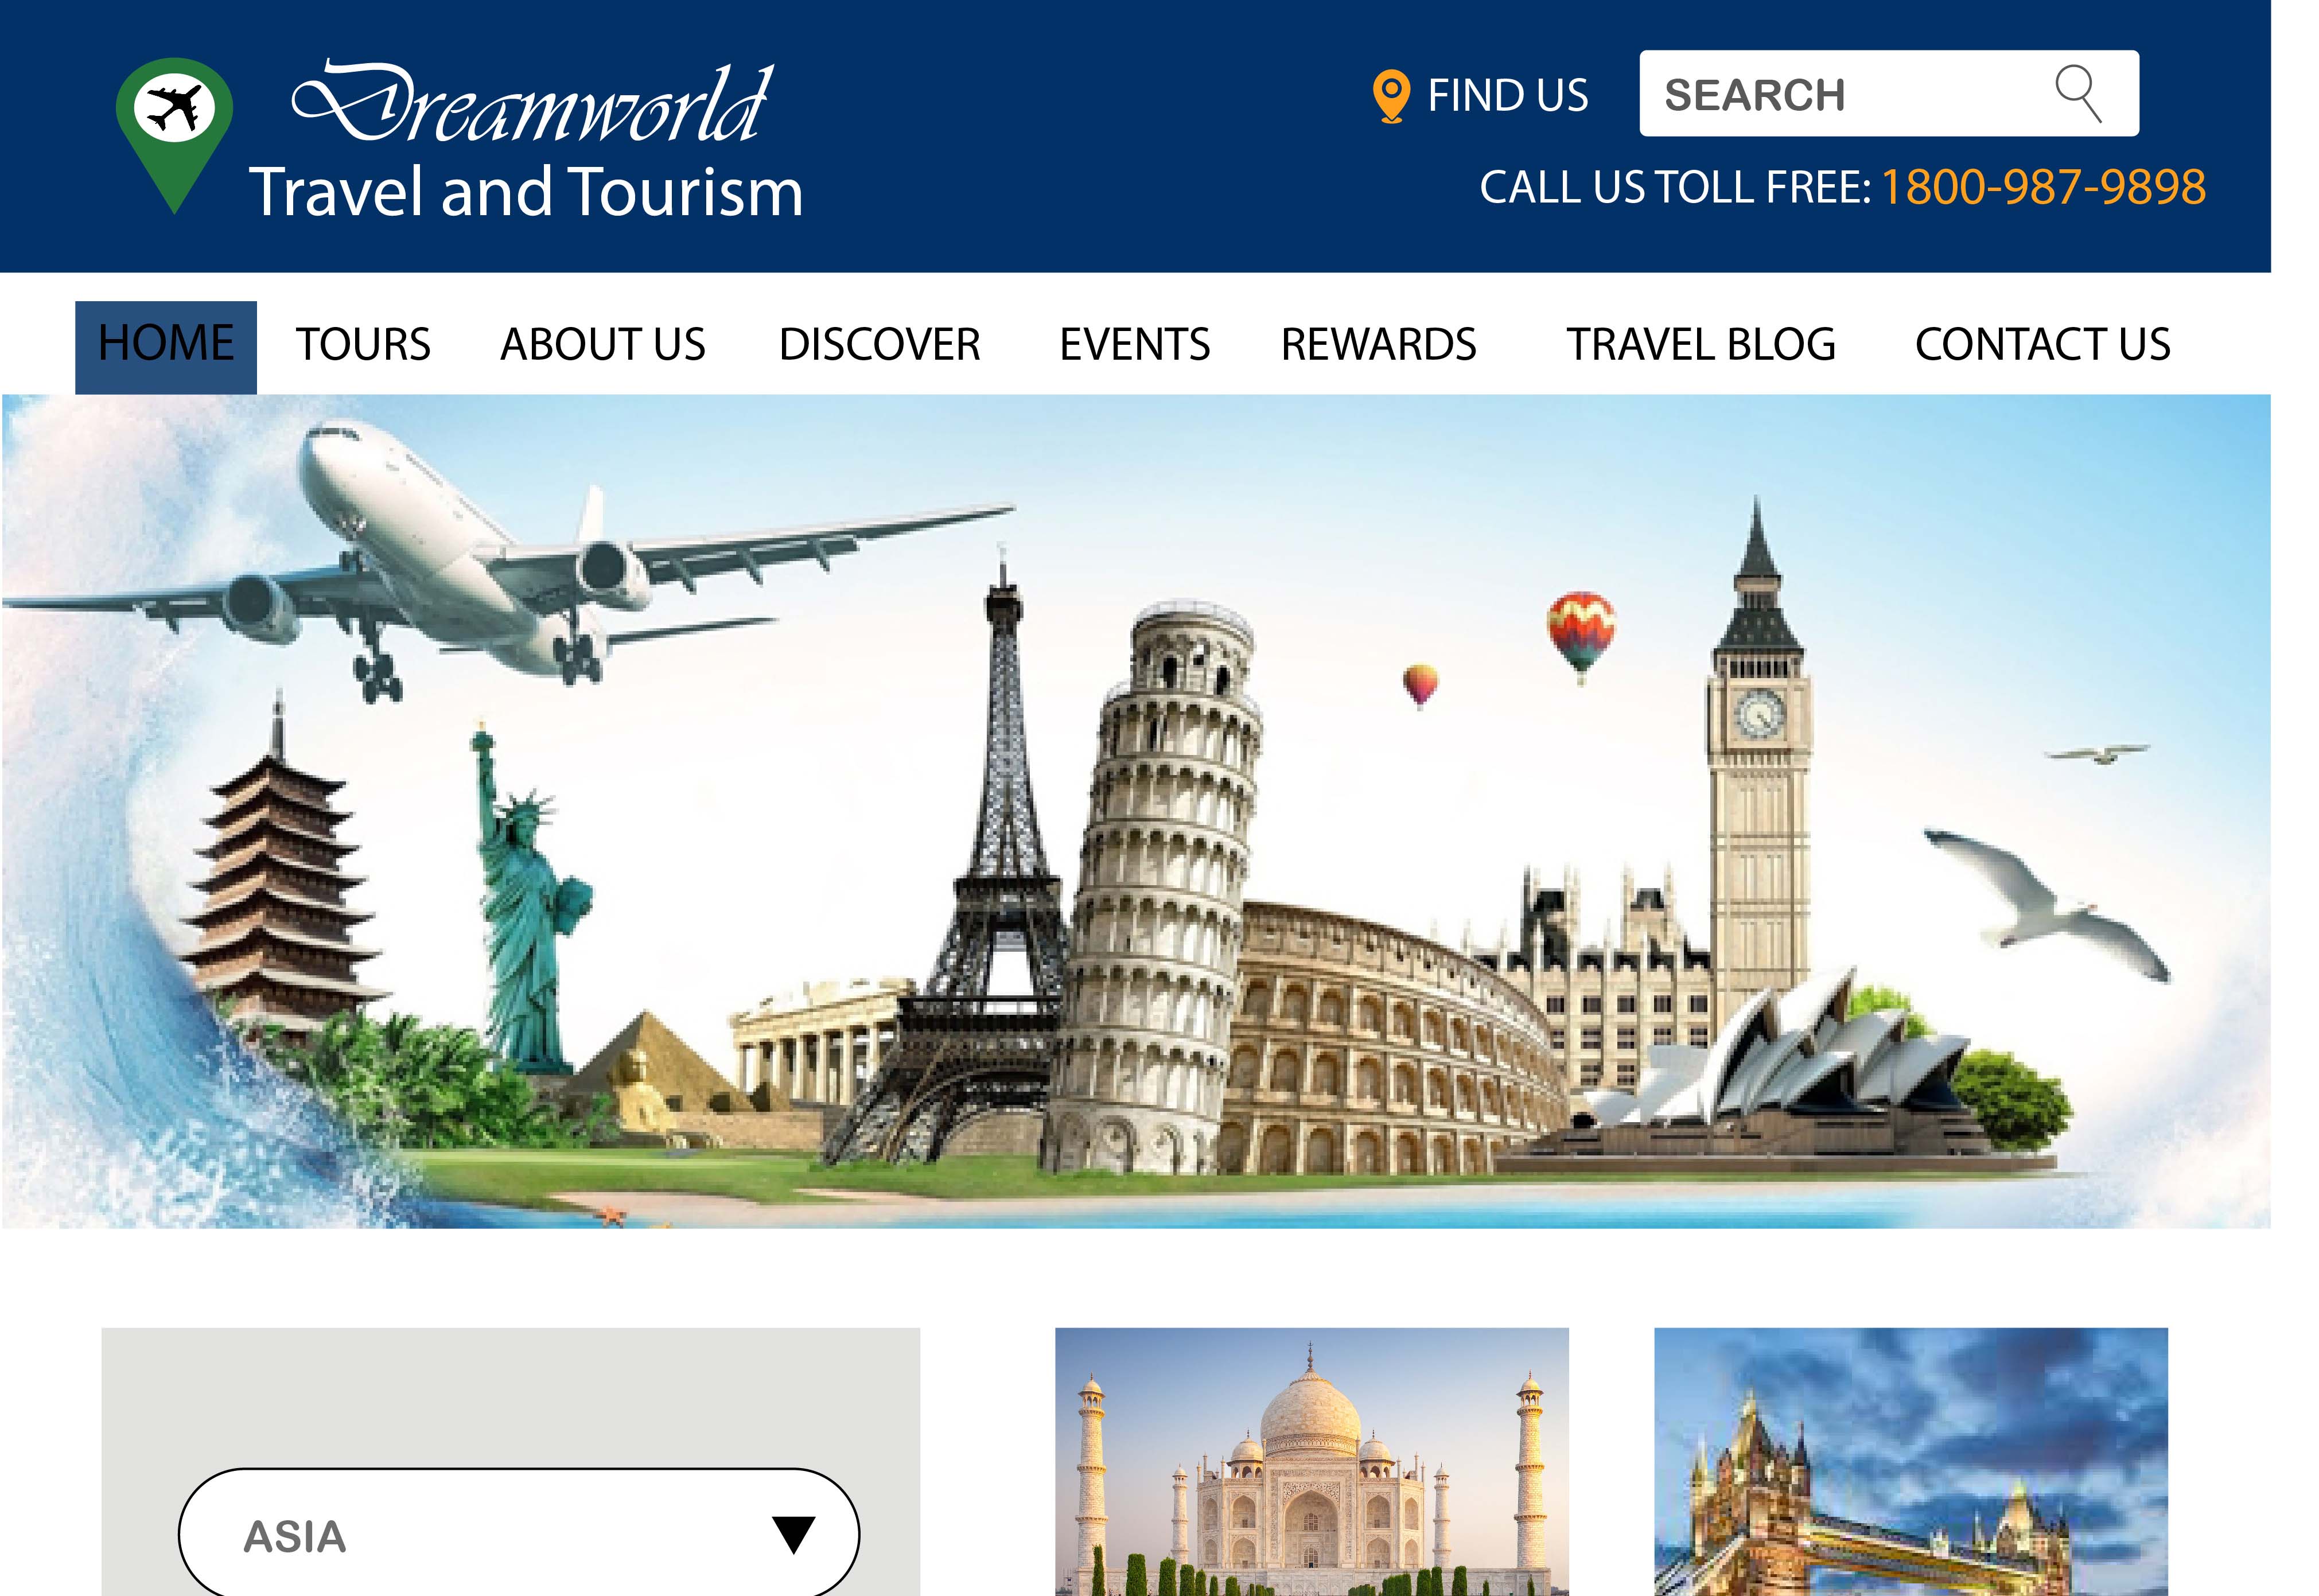 Dreamworld
Travel and Tourism
FIND US
SEARCH
CALL US TOLL FREE: 1800-987-9898
HOME
TOURS
ABOUT US
DISCOVER
EVENTS
REWARDS
TRAVEL BLOG
CONTACT US
ASIA